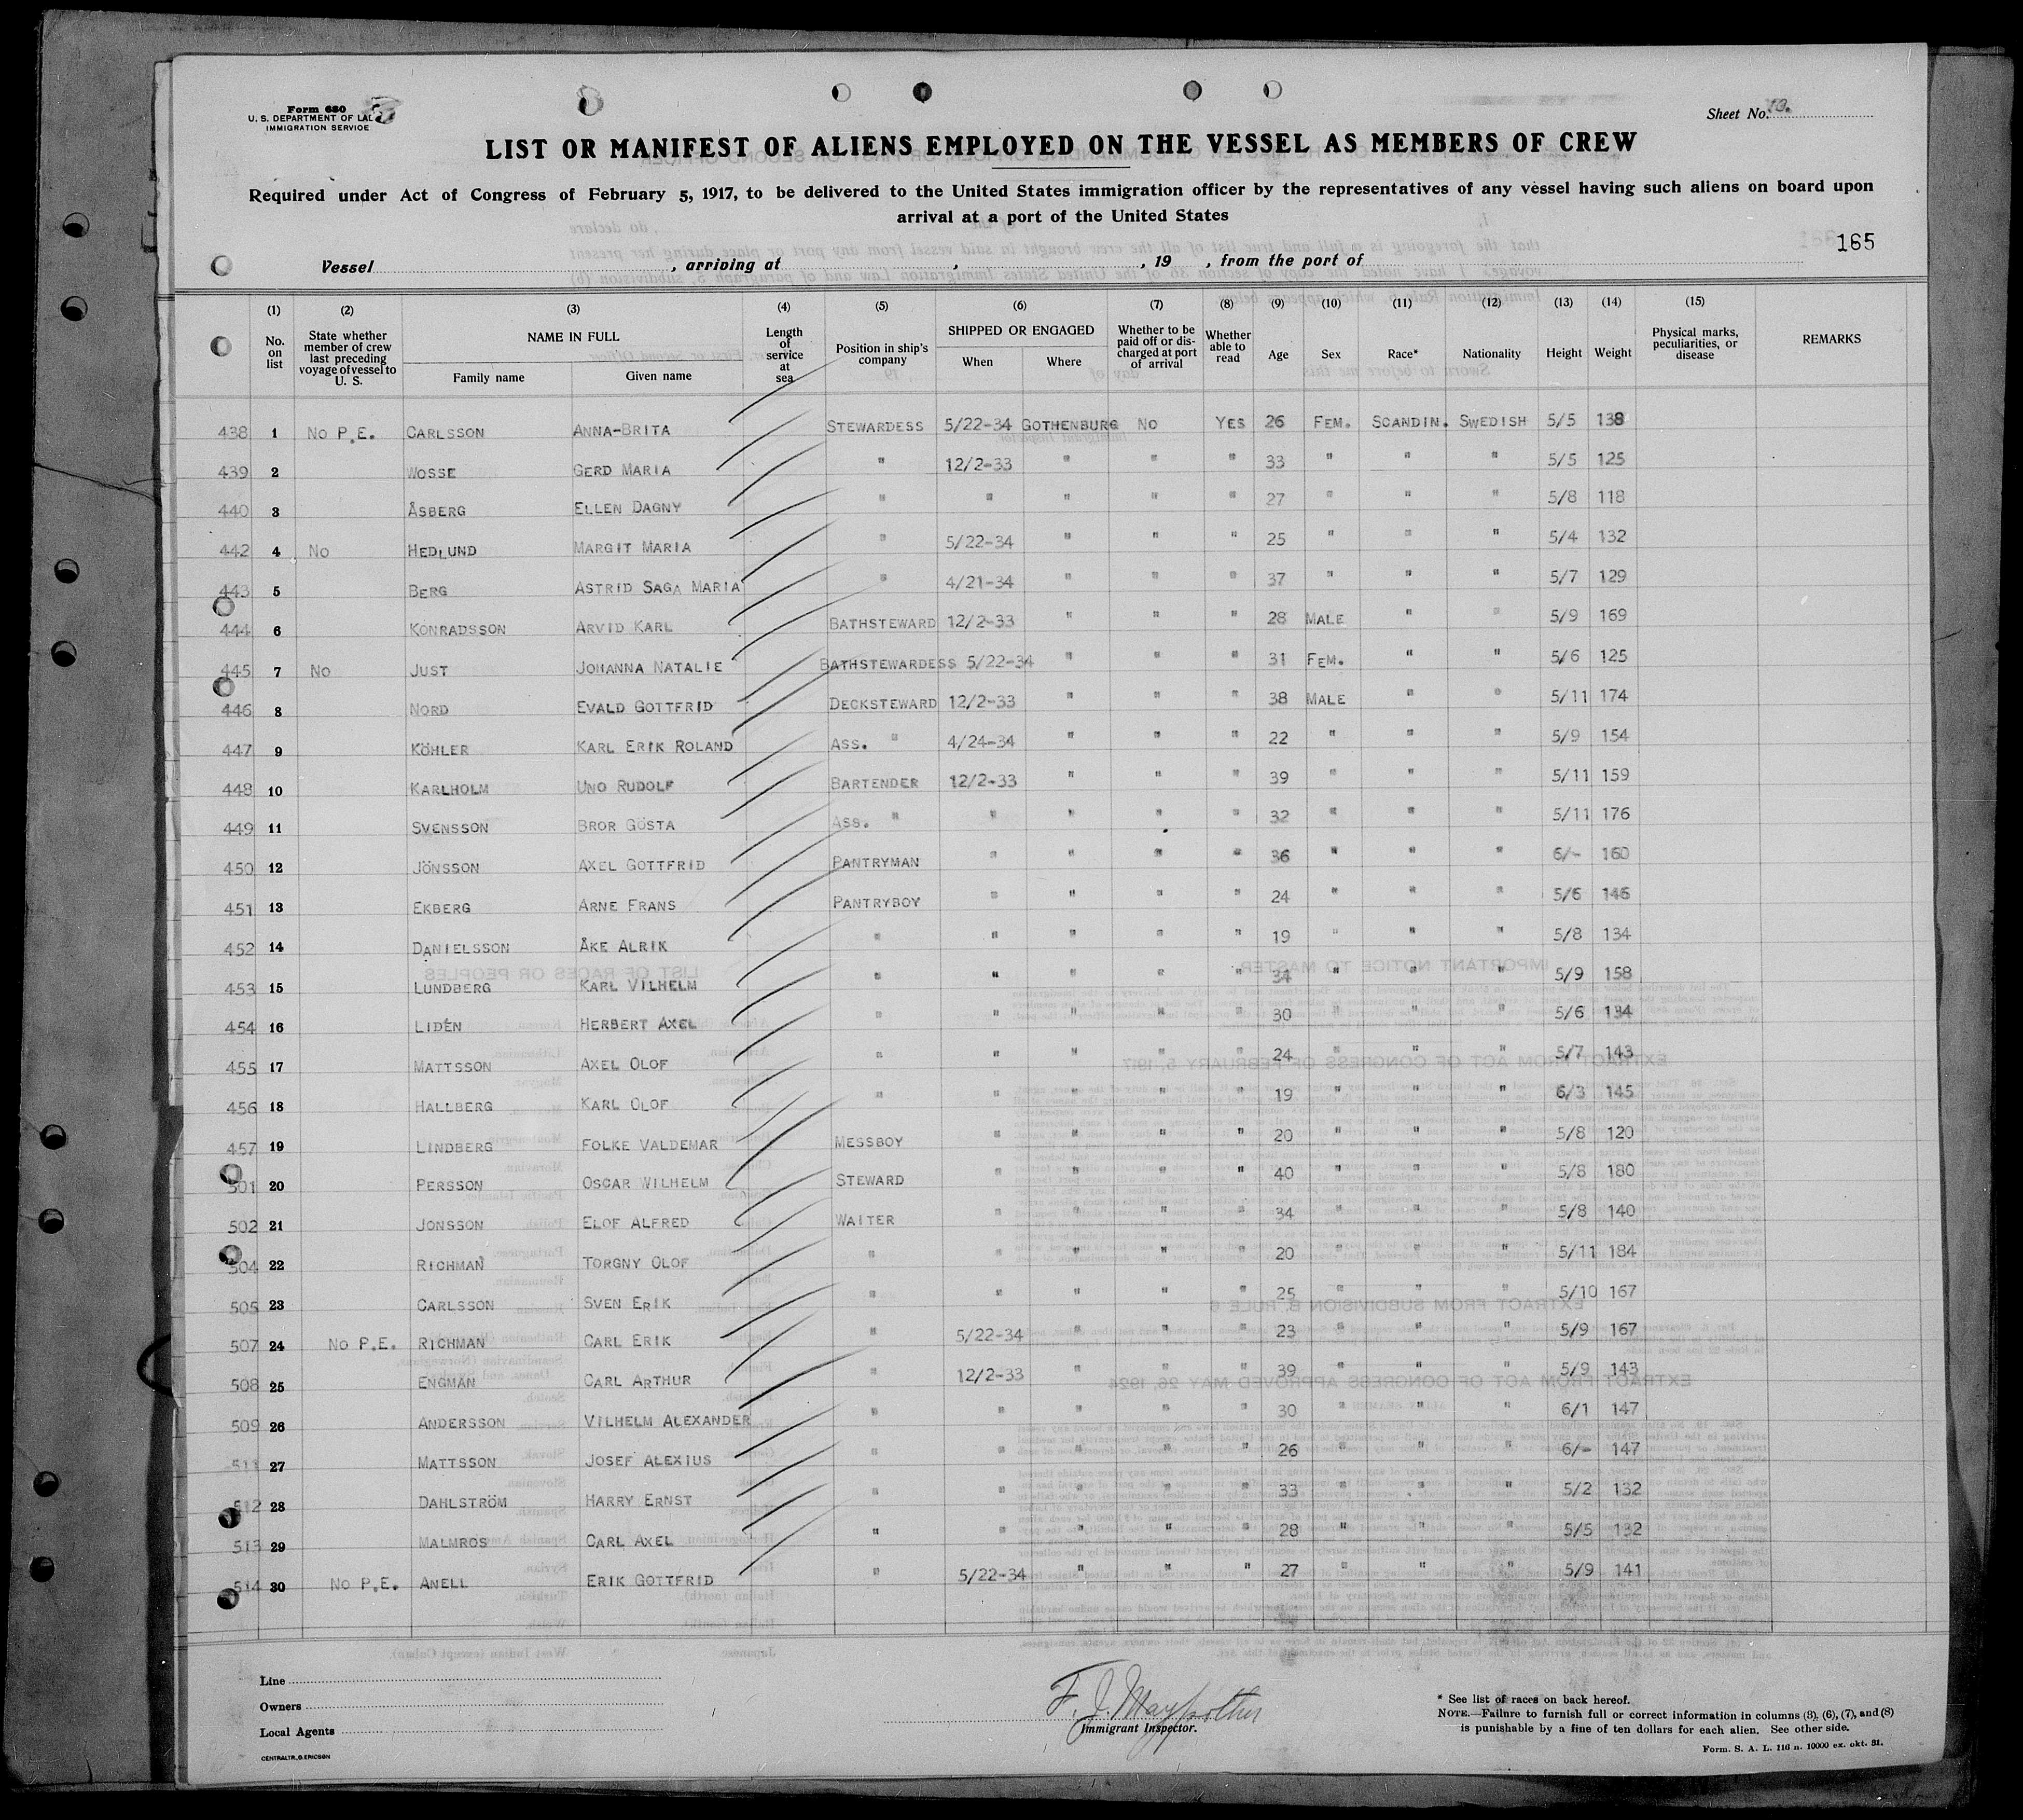 Form 680
U. S. DEPARTMENT OF LA
IMMIGRATION SERVICE
Sheet No. 10.
LIST OR MANIFEST OF ALIENS EMPLOYED ON THE VESSEL AS MEMBERS OF CREW
Required under Act of Congress of February 5, 1917, to be delivered to the United States immigration officer by the representatives of any vessel having such aliens on board upon
arrival at a port of the United States
165
Vessel , arriving at , , 19 , from the port of
(1) (2) (3) (4) (5) (6) (7) (8) (9) (10) (11) (12) (13) (14) (15)
No. on list State whether member of crew last preceding voyage of vessel to U. S. NAME IN FULL Family name Given name Length of service at sea Position in ship's company SHIPPED OR ENGAGED When Where Whether to be paid off or discharged at port of arrival Whether able to read Age Sex Race* Nationality Height Weight Physical marks, peculiarities, or disease REMARKS
438 1 No P.E. CARLSSON ANNA-BRITA STEWARDESS 5/22-34 GOTHENBURG No YES 26 FEM. SCANDIN. SWEDISH 5/5 138
439 2 WOSSE GERD MARIA " 12/2-33 " " " 33 " " " 5/5 125
440 3 ÅSBERG ELLEN DAGNY " " " " " 27 " " " 5/8 118
442 4 No HEDLUND MARGIT MARIA " 5/22-34 " " " 25 " " " 5/4 132
443 5 BERG ASTRID SAGA MARIA " 4/21-34 " " " 37 " " " 5/7 129
444 6 KONRADSSON ARVID KARL BATHSTEWARD 12/2-33 " " " 28 MALE " " 5/9 169
445 7 No JUST JOHANNA NATALIE BATHSTEWARDESS 5/22-34 " " " 31 FEM. " " 5/6 125
446 8 NORD EVALD GOTTFRID DECKSTEWARD 12/2-33 " " " 38 MALE " " 5/11 174
447 9 KÖHLER KARL ERIK ROLAND ASS. " 4/24-34 " " " 22 " " " 5/9 154
448 10 KARLHOLM UNO RUDOLF BARTENDER 12/2-33 " " " 39 " " " 5/11 159
449 11 SVENSSON BROR GÖSTA ASS. " " " " " 32 " " " 5/11 176
450 12 JÖNSSON AXEL GOTTFRID PANTRYMAN " " " " 36 " " " 6/- 160
451 13 EKBERG ARNE FRANS PANTRYBOY " " " " 24 " " " 5/6 146
452 14 DANIELSSON ÅKE ALRIK " " " " " 19 " " " 5/8 134
453 15 LUNDBERG KARL VILHELM " " " " " 34 " " " 5/9 158
454 16 LIDÉN HERBERT AXEL " " " " " 30 " " " 5/6 134
455 17 MATTSSON AXEL OLOF " " " " " 24 " " " 5/7 143
456 18 HALLBERG KARL OLOF " " " " " 19 " " " 6/3 145
457 19 LINDBERG FOLKE VALDEMAR MESSBOY " " " " 20 " " " 5/8 120
501 20 PERSSON OSCAR WILHELM STEWARD " " " " 40 " " " 5/8 180
502 21 JONSSON ELOF ALFRED WAITER " " " " 34 " " " 5/8 140
504 22 RICHMAN TORGNY OLOF " " " " " 20 " " " 5/11 184
505 23 CARLSSON SVEN ERIK " " " " " 25 " " " 5/10 167
507 24 No P.E. RICHMAN CARL ERIK " 5/22-34 " " " 23 " " " 5/9 167
508 25 ENGMAN CARL ARTHUR " 12/2-33 " " " 39 " " " 5/9 143
509 26 ANDERSSON VILHELM ALEXANDER " " " " " 30 " " " 6/1 147
511 27 MATTSSON JOSEF ALEXIUS " " " " " 26 " " " 6/- 147
512 28 DAHLSTRÖM HARRY ERNST " " " " " 33 " " " 5/2 132
513 29 MALMROS CARL AXEL " " " " " 28 " " " 5/5 132
514 30 No P.E. ANELL ERIK GOTTFRID " 5/22-34 " " " 27 " " " 5/9 141
Line
Owners
Local Agents
CENTRALTR, G. ERICSON
F. J. Maypother
Immigrant Inspector.
* See list of races on back hereof.
NOTE.—Failure to furnish full or correct information in columns (3), (6), (7), and (8)
is punishable by a fine of ten dollars for each alien. See other side.
Form. S. A. L. 116 n. 10000 ex. okt. 31.